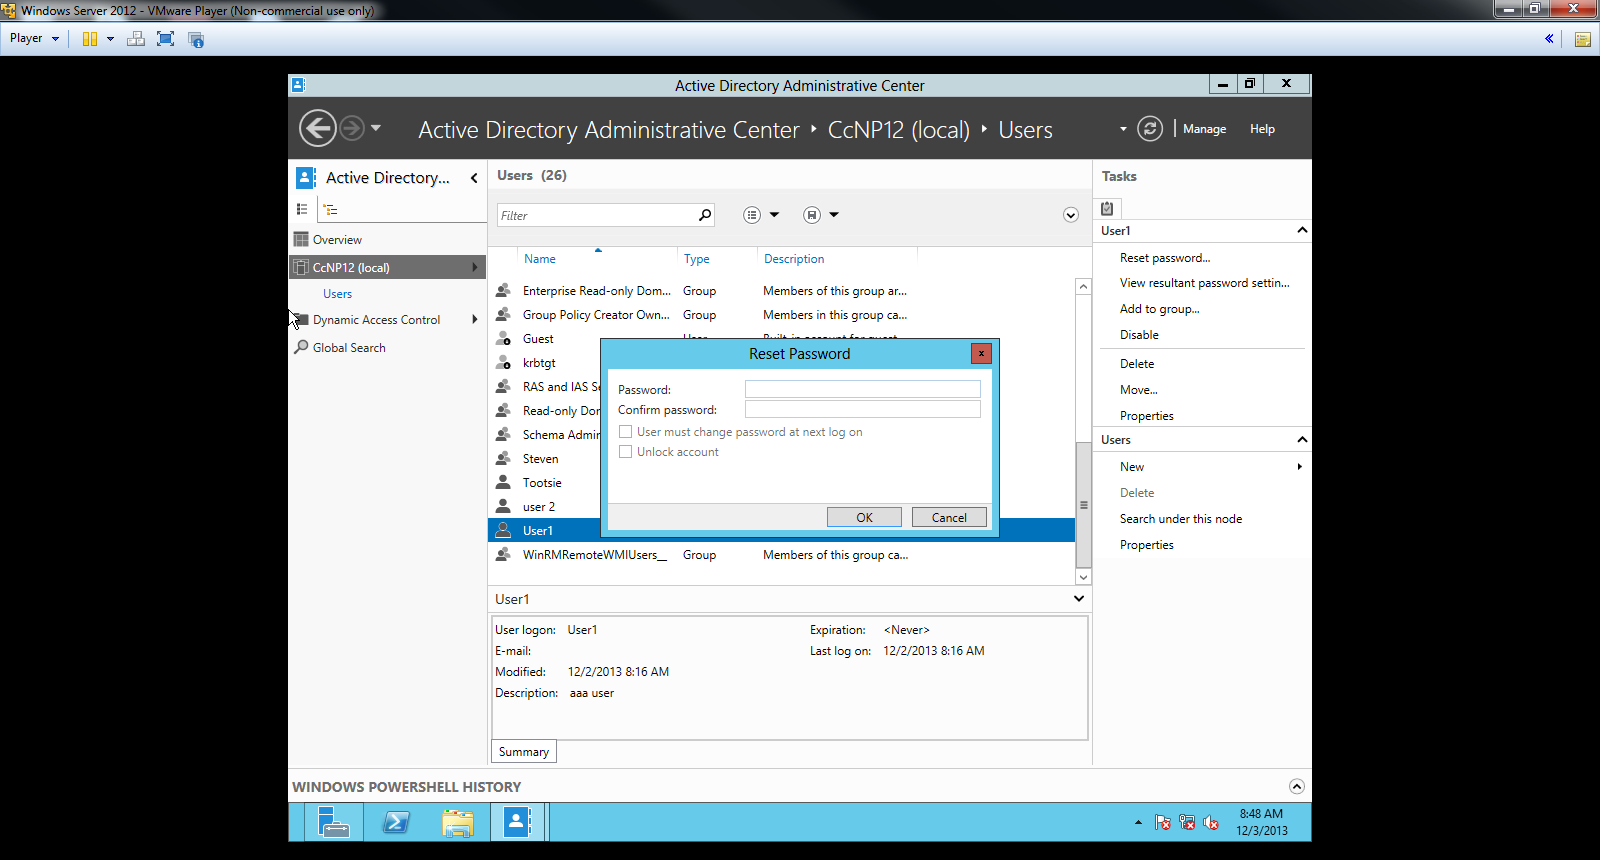 Windows Server 2012 - VMware Player (Non-commercial use only)
Player
Active Directory Administrative Center
Active Directory Administrative Center CcNP12 (local) Users
Manage
Help
Active Directory...
Overview
CcNP12 (local)
Users
Dynamic Access Control
Global Search
Users (26)
Filter
Name Type Description
Enterprise Read-only Dom... Group Members of this group ar...
Group Policy Creator Own... Group Members in this group ca...
Guest
krbtgt
RAS and IAS Se
Read-only Dor
Schema Admir
Steven
Tootsie
user 2
User1
WinRMRemoteWMIUsers__ Group Members of this group ca...
Reset Password
x
Password:
Confirm password:
User must change password at next log on
Unlock account
OK
Cancel
User1
User logon: User1
E-mail:
Modified: 12/2/2013 8:16 AM
Description: aaa user
Expiration: <Never>
Last log on: 12/2/2013 8:16 AM
Summary
Tasks
User1
Reset password...
View resultant password settin...
Add to group...
Disable
Delete
Move...
Properties
Users
New
Delete
Search under this node
Properties
WINDOWS POWERSHELL HISTORY
8:48 AM
12/3/2013